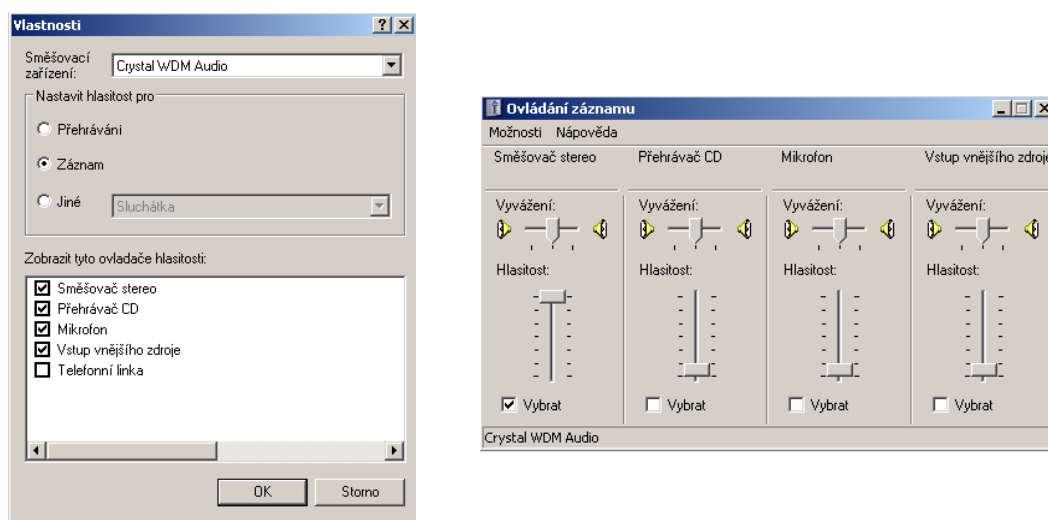 Vlastnosti
Směšovací
zařízení:
Crystal WDM Audio
Nastavit hlasitost pro
Přehráváni
Záznam
Jiné
Sluchátka
Zobrazit tyto ovladače hlasitosti:
Směšovač stereo
Přehrávač CD
Mikrofon
Vstup vnějšího zdroje
Telefonní linka
OK Storno
Ovládání záznamu
Možnosti Nápověda
Směšovač stereo Přehrávač CD Mikrofon Vstup vnějšího zdroje
Vyvážení: Vyvážení: Vyvážení: Vyvážení:
Hlasitost: Hlasitost: Hlasitost: Hlasitost:
Vybrat Vybrat Vybrat Vybrat
Crystal WDM Audio